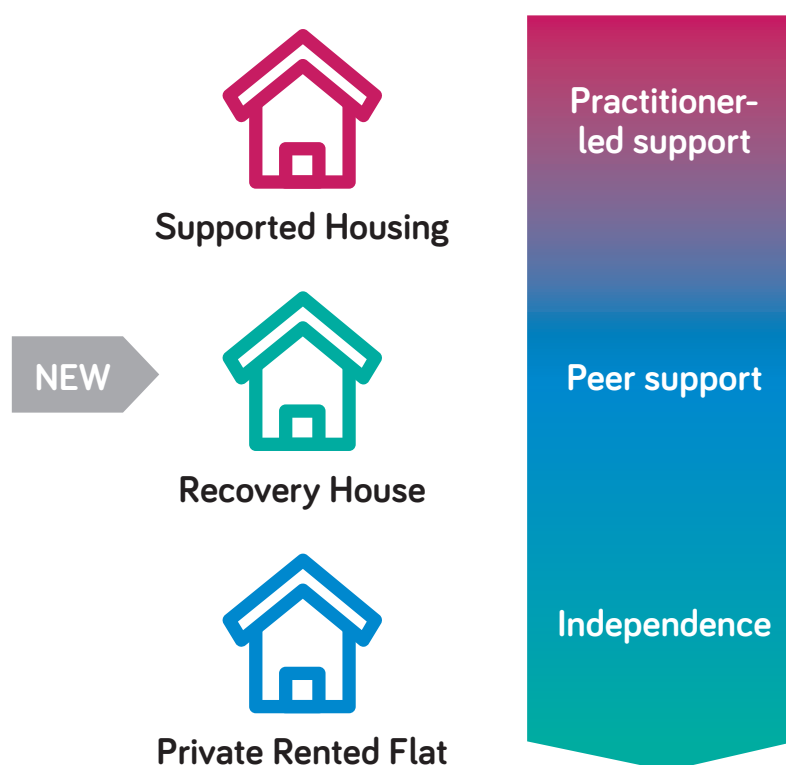 Practitioner-
led support
Supported Housing
NEW
Peer support
Recovery House
Independence
Private Rented Flat